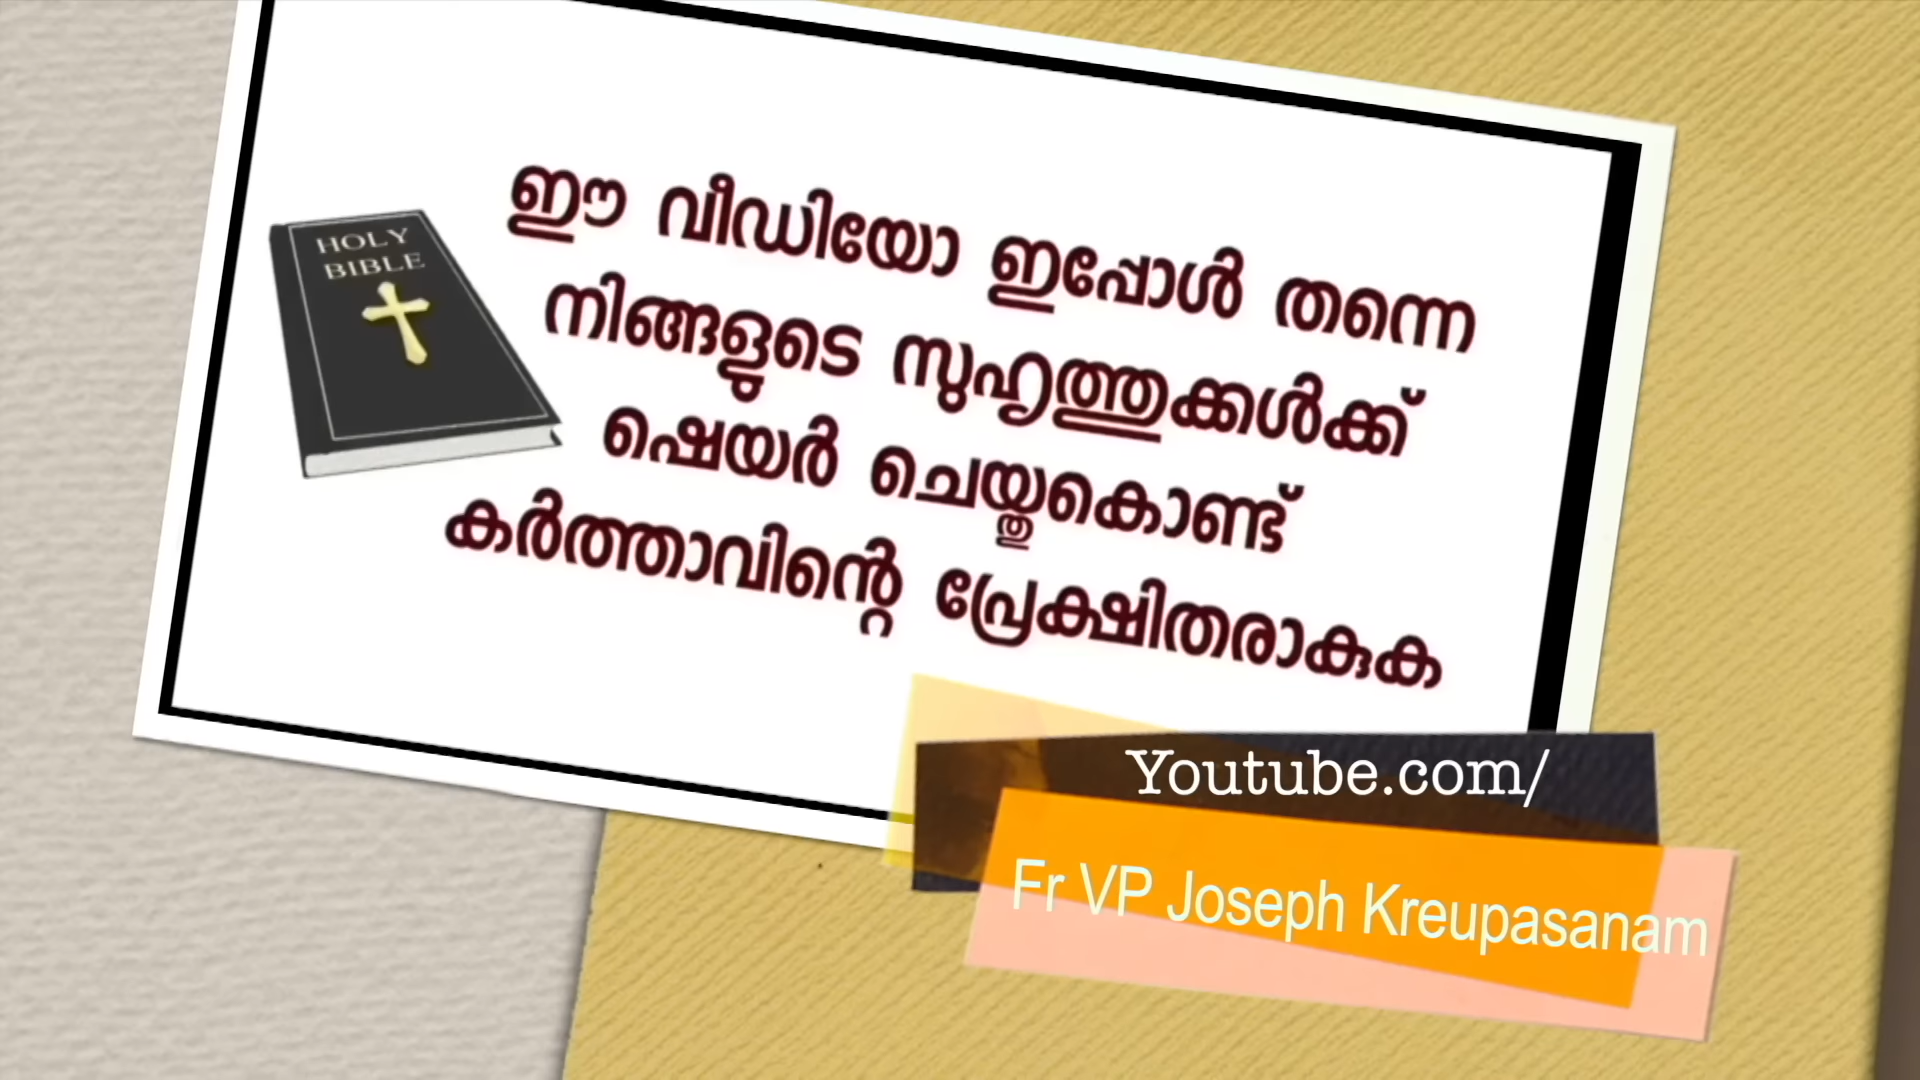 HOLY
BIBLE
ഈ വീഡിയോ ഇപ്പോൾ തന്നെ
നിങ്ങളുടെ സുഹൃത്തുക്കൾക്ക്
ഷെയർ ചെയ്തുകൊണ്ട്
കർത്താവിന്റെ പ്രേക്ഷിതരാകുക
Youtube.com/
Fr VP Joseph Kreupasanam